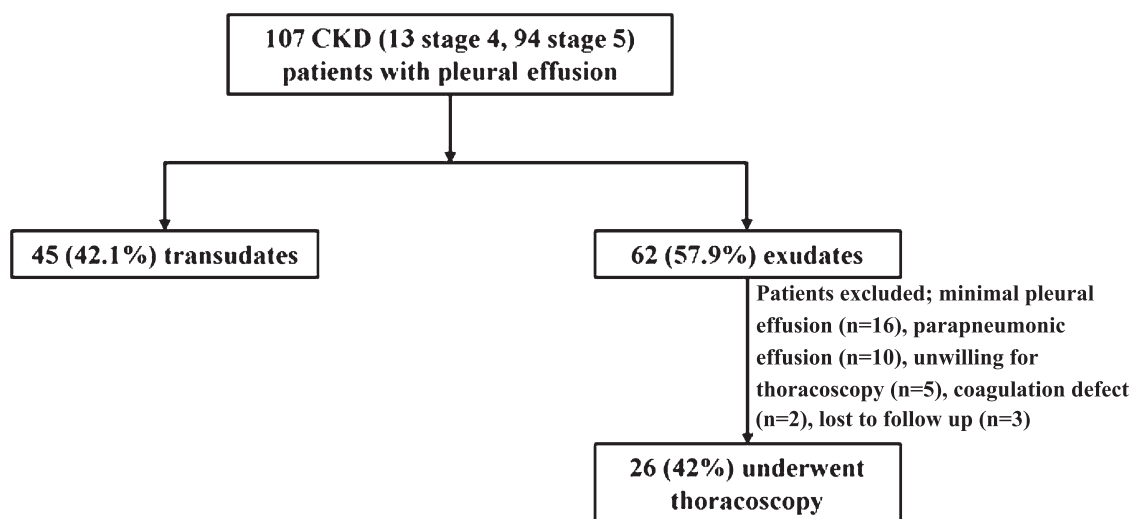 107 CKD (13 stage 4, 94 stage 5)
patients with pleural effusion
45 (42.1%) transudates
62 (57.9%) exudates
Patients excluded; minimal pleural
effusion (n=16), parapneumonic
effusion (n=10), unwilling for
thoracoscopy (n=5), coagulation defect
(n=2), lost to follow up (n=3)
26 (42%) underwent
thoracoscopy